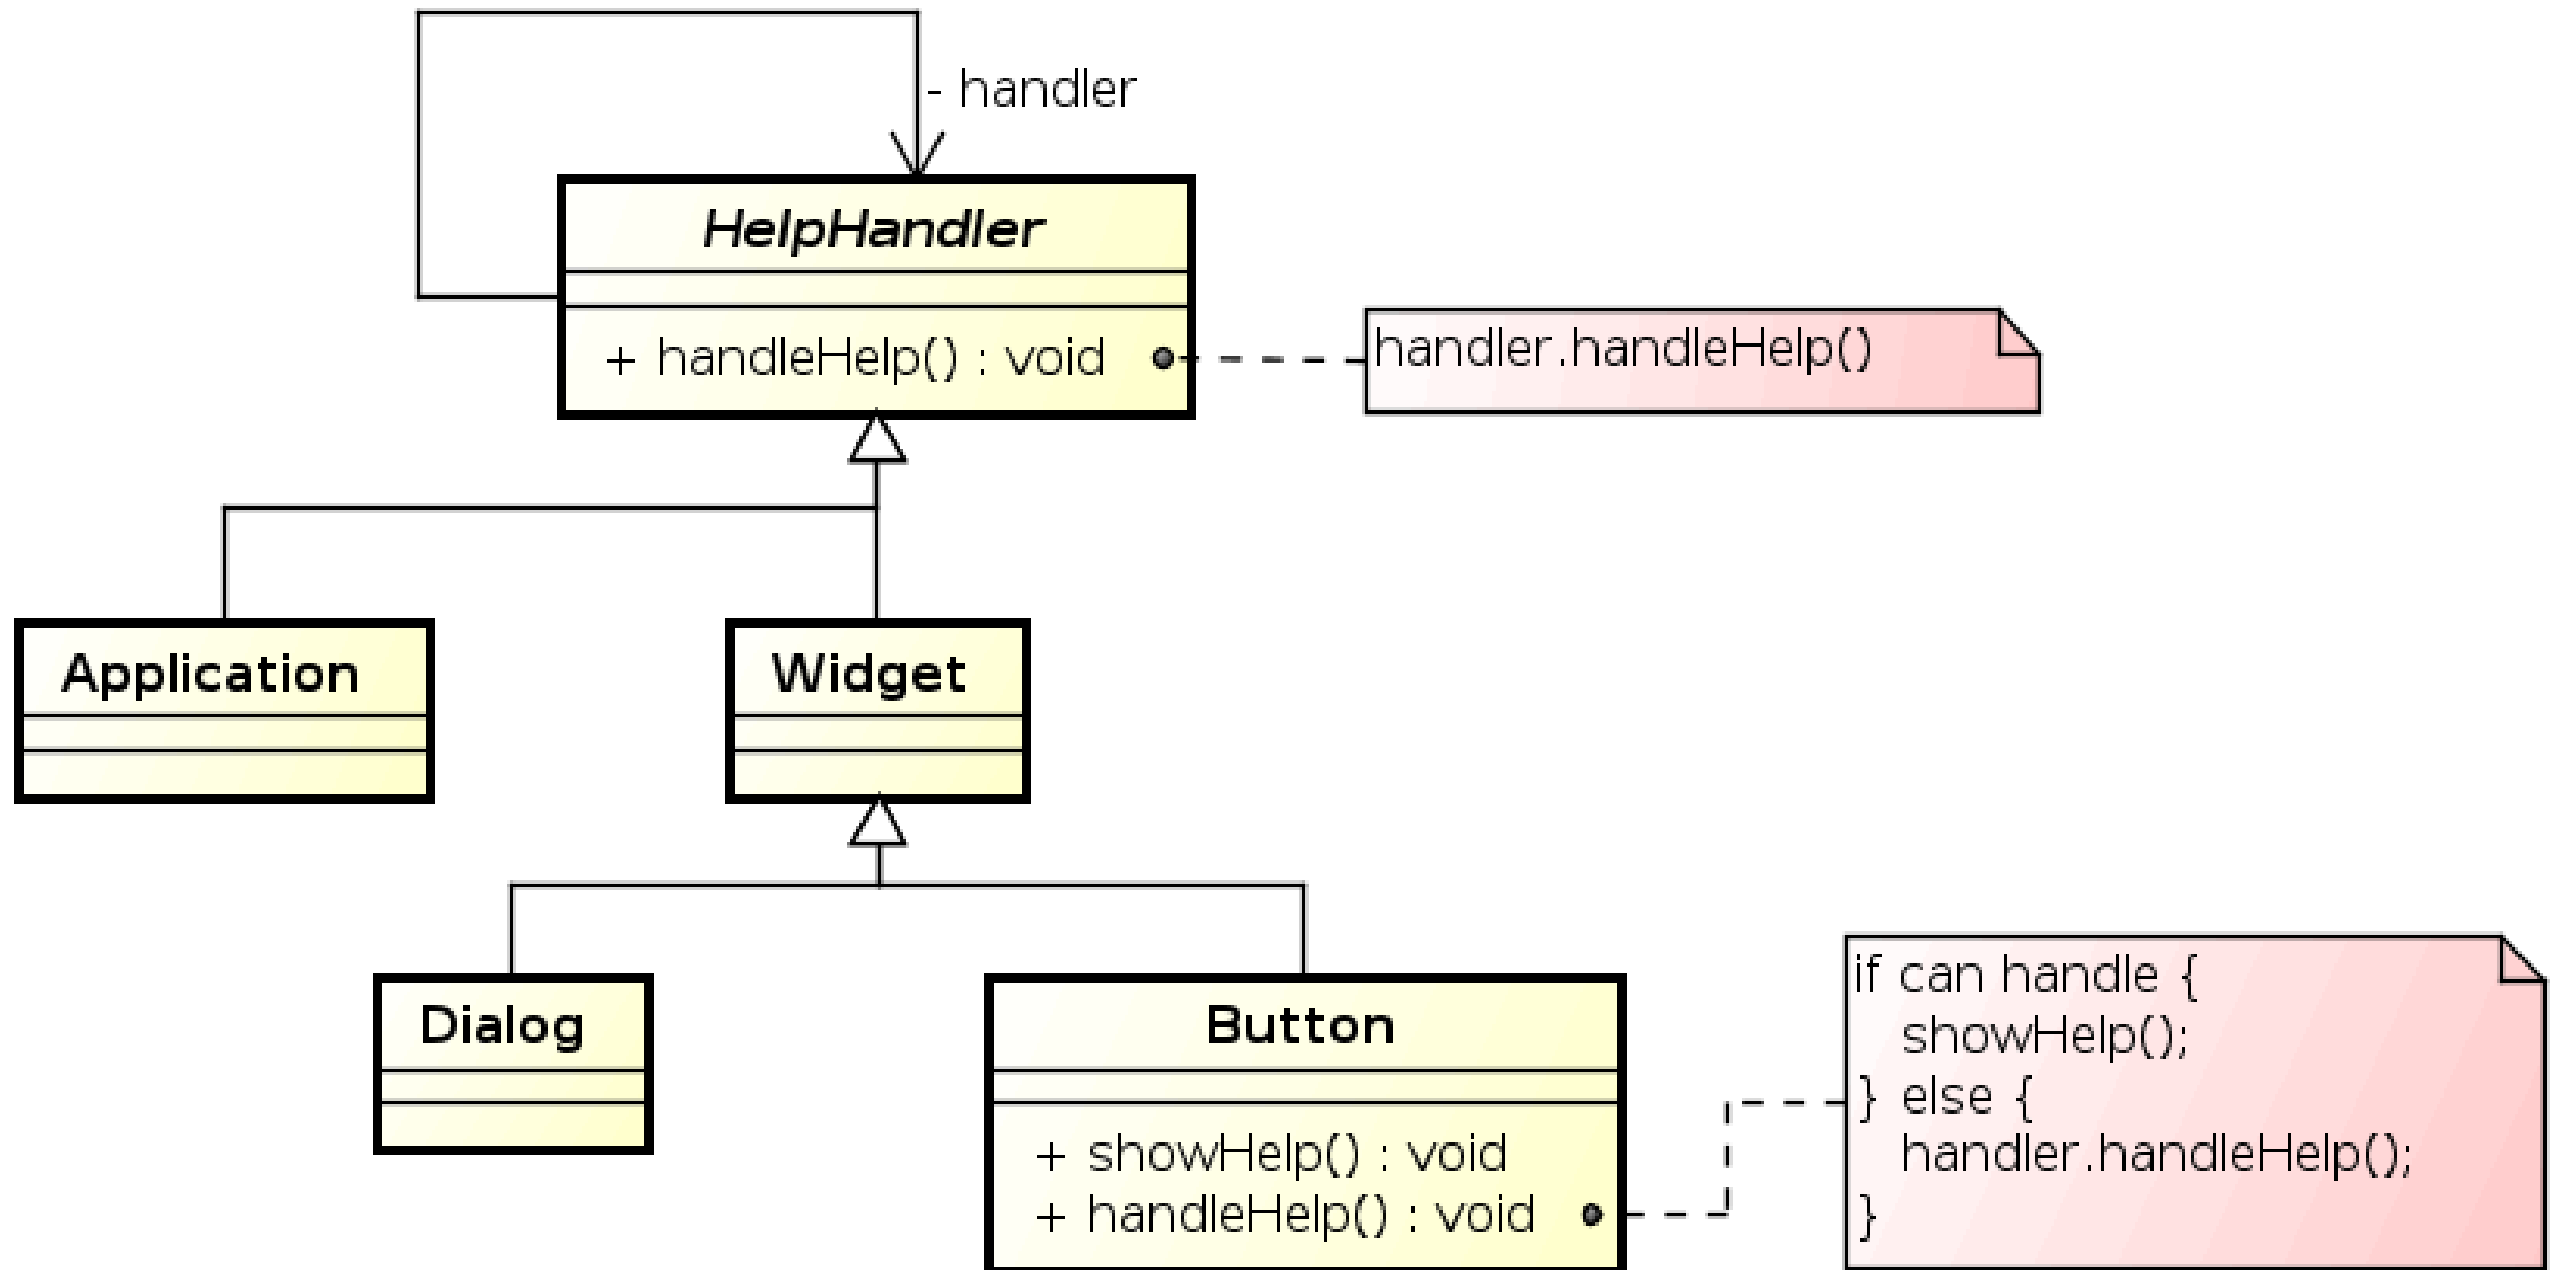 - handler
HelpHandler
+ handleHelp() : void
handler.handleHelp()
Application
Widget
Dialog
Button
+ showHelp() : void
+ handleHelp() : void
if can handle {
showHelp();
} else {
handler.handleHelp();
}